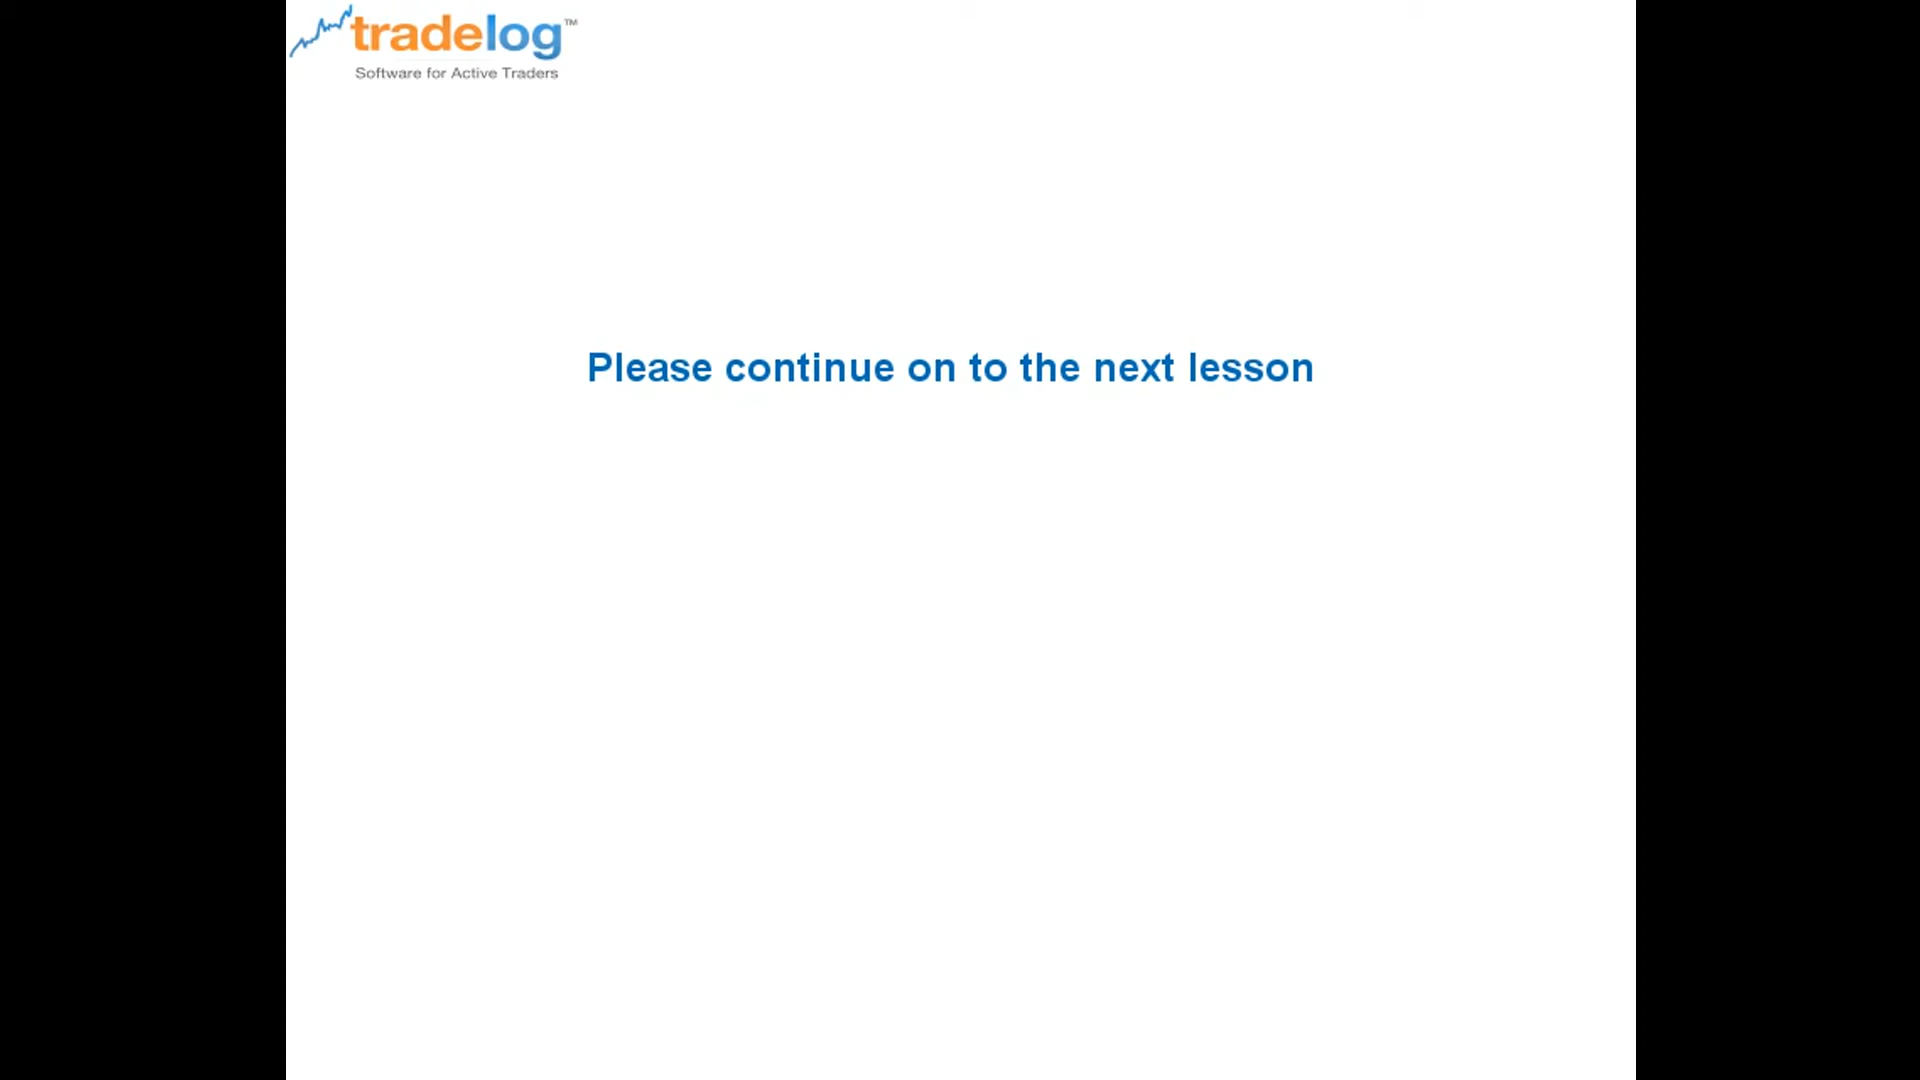 tradelog™
Software for Active Traders
Please continue on to the next lesson